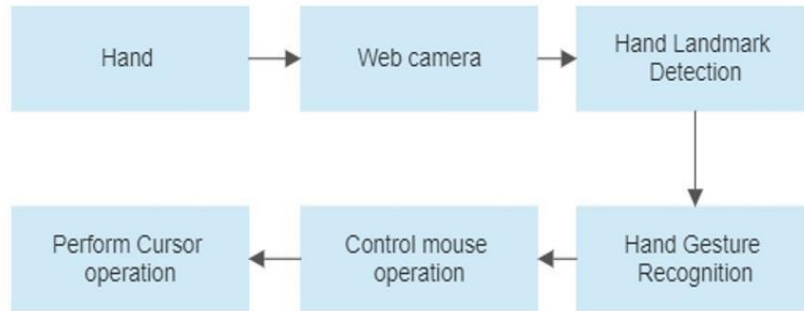 Hand
Web camera
Hand Landmark
Detection
Hand Gesture
Recognition
Control mouse
operation
Perform Cursor
operation